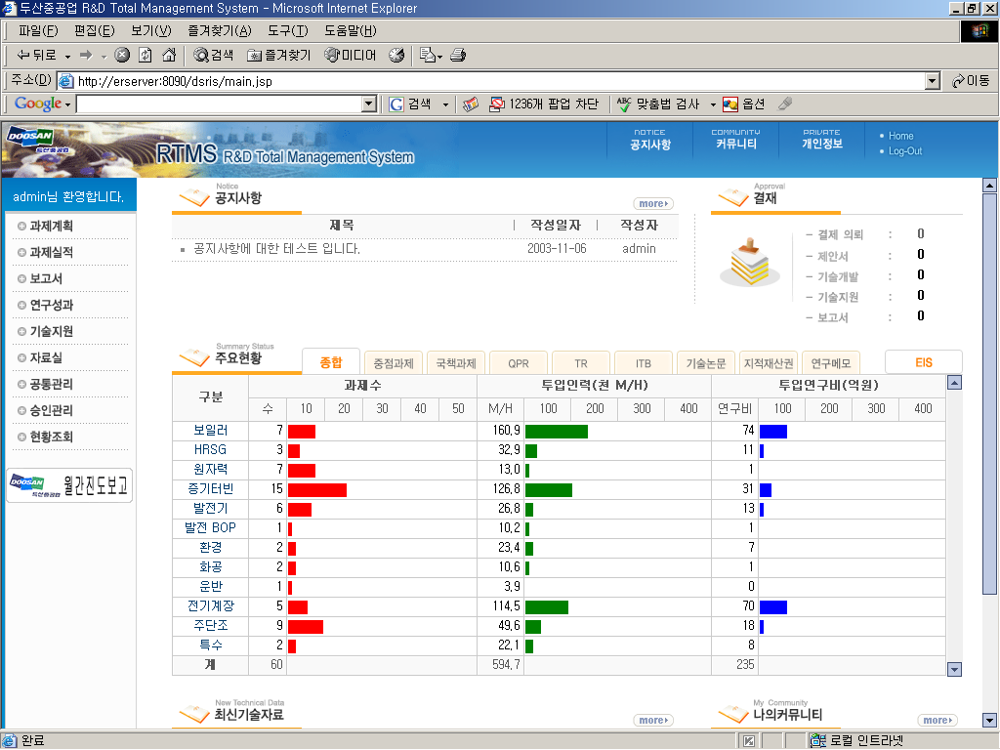 두산중공업 R&D Total Management System - Microsoft Internet Explorer
파일(F) 편집(E) 보기(V) 즐겨찾기(A) 도구(T) 도움말(H)
뒤로 검색 즐겨찾기 미디어
주소(D) http://erserver:8090/dsris/main.jsp 이동
Google G 검색 1236개 팝업 차단 ABC 맞춤법 검사 옵션
DOOSAN 두산중공업
RTMS R&D Total Management System
NOTICE 공지사항
COMMUNITY 커뮤니티
PRIVATE 개인정보
Home
Log-Out
admin님 환영합니다.
과제계획
과제실적
보고서
연구성과
기술지원
자료실
공통관리
승인관리
현황조회
DOOSAN 두산중공업 월간진도보고
Notice
공지사항 more
제목 작성일자 작성자
공지사항에 대한 테스트 입니다. 2003-11-06 admin
Approval
결재
- 결제 의뢰 : 0
- 제안서 : 0
- 기술개발 : 0
- 기술지원 : 0
- 보고서 : 0
Summary Status
주요현황 종합 중점과제 국책과제 QPR TR ITB 기술논문 지적재산권 연구메모 EIS
구분 과제수 투입인력(천 M/H) 투입연구비(억원)
수 10 20 30 40 50 M/H 100 200 300 400 연구비 100 200 300 400
보일러 7 160.9 74
HRSG 3 32.9 11
원자력 7 13.0 1
증기터빈 15 126.8 31
발전기 6 26.8 13
발전 BOP 1 10.2 1
환경 2 23.4 7
화공 2 10.6 1
운반 1 3.9 0
전기계장 5 114.5 70
주단조 9 49.6 18
특수 2 22.1 8
계 60 594.7 235
New Technical Data
최신기술자료 more
My Community
나의커뮤니티 more
완료 로컬 인트라넷